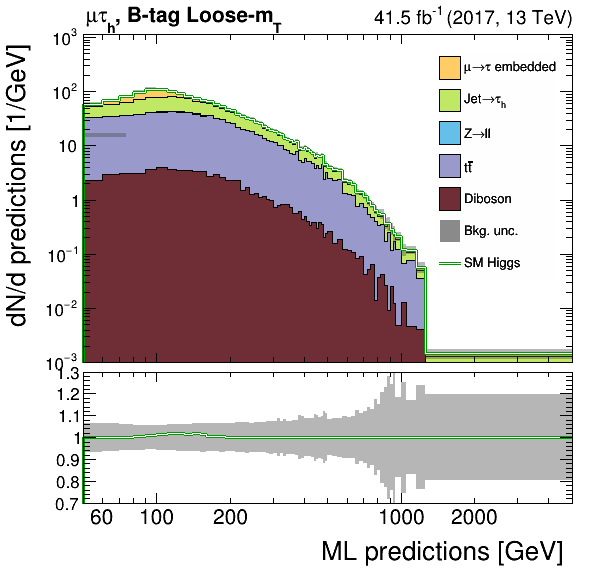 μτh, B-tag Loose-mT 41.5 fb⁻¹ (2017, 13 TeV)
dN/d predictions [1/GeV]
10³
10²
10
1
10⁻¹
10⁻²
10⁻³
μ→τ embedded
Jet→τh
Z→ll
tt̄
Diboson
Bkg. unc.
SM Higgs
1.3
1.2
1.1
1
0.9
0.8
0.7
60 100 200 1000 2000
ML predictions [GeV]